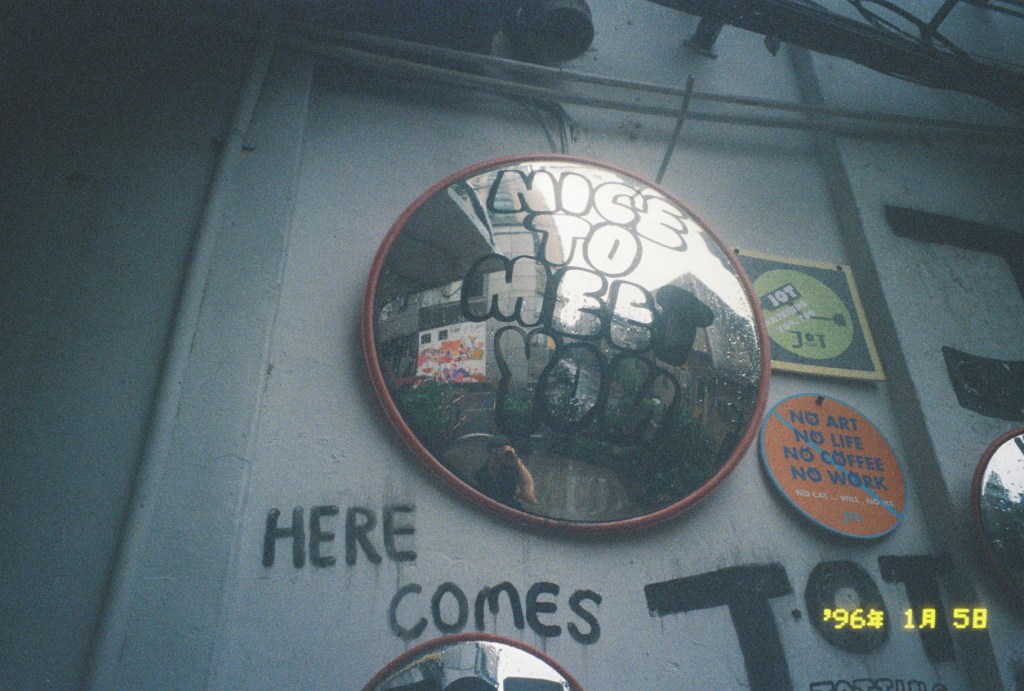 NICE
TO
MEET
YOU
JOT
NO ART
NO LIFE
NO COFFEE
NO WORK
HERE
COMES
JOT
'96年 1月 5日